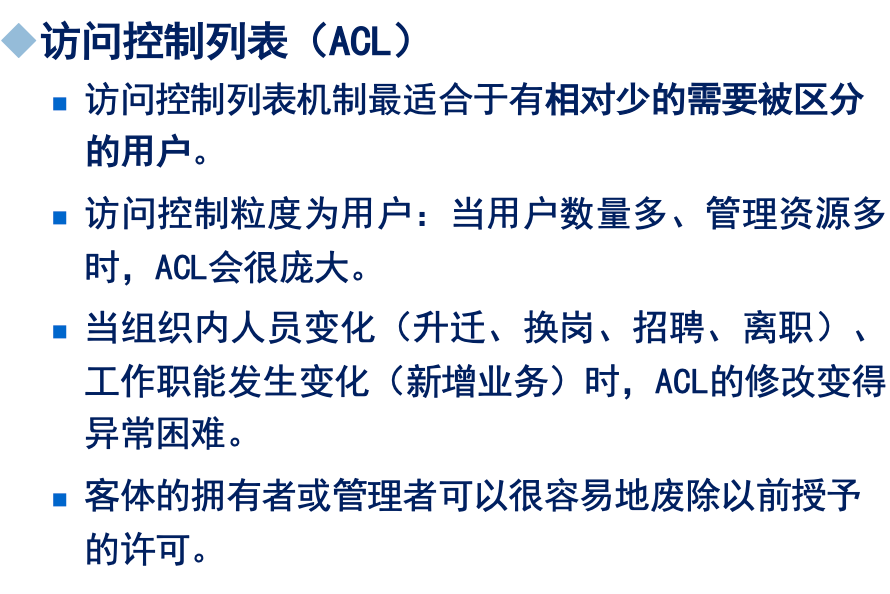 访问控制列表（ACL）
访问控制列表机制最适合于有相对少的需要被区分
的用户。
访问控制粒度为用户：当用户数量多、管理资源多
时，ACL会很庞大。
当组织内人员变化（升迁、换岗、招聘、离职）、
工作职能发生变化（新增业务）时，ACL的修改变得
异常困难。
客体的拥有者或管理者可以很容易地废除以前授予
的许可。